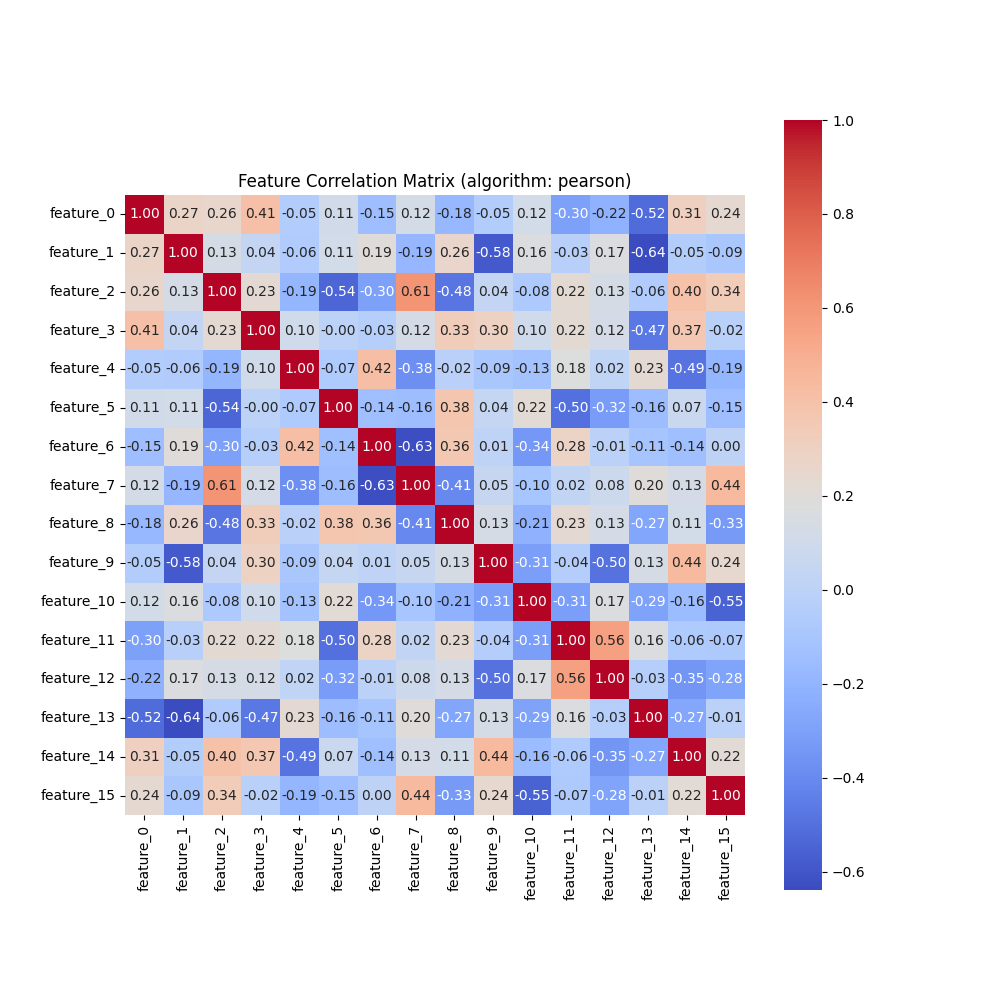 Feature Correlation Matrix (algorithm: pearson)
feature_0 1.00 0.27 0.26 0.41 -0.05 0.11 -0.15 0.12 -0.18 -0.05 0.12 -0.30 -0.22 -0.52 0.31 0.24
feature_1 0.27 1.00 0.13 0.04 -0.06 0.11 0.19 -0.19 0.26 -0.58 0.16 -0.03 0.17 -0.64 -0.05 -0.09
feature_2 0.26 0.13 1.00 0.23 -0.19 -0.54 -0.30 0.61 -0.48 0.04 -0.08 0.22 0.13 -0.06 0.40 0.34
feature_3 0.41 0.04 0.23 1.00 0.10 -0.00 -0.03 0.12 0.33 0.30 0.10 0.22 0.12 -0.47 0.37 -0.02
feature_4 -0.05 -0.06 -0.19 0.10 1.00 -0.07 0.42 -0.38 -0.02 -0.09 -0.13 0.18 0.02 0.23 -0.49 -0.19
feature_5 0.11 0.11 -0.54 -0.00 -0.07 1.00 -0.14 -0.16 0.38 0.04 0.22 -0.50 -0.32 -0.16 0.07 -0.15
feature_6 -0.15 0.19 -0.30 -0.03 0.42 -0.14 1.00 -0.63 0.36 0.01 -0.34 0.28 -0.01 -0.11 -0.14 0.00
feature_7 0.12 -0.19 0.61 0.12 -0.38 -0.16 -0.63 1.00 -0.41 0.05 -0.10 0.02 0.08 0.20 0.13 0.44
feature_8 -0.18 0.26 -0.48 0.33 -0.02 0.38 0.36 -0.41 1.00 0.13 -0.21 0.23 0.13 -0.27 0.11 -0.33
feature_9 -0.05 -0.58 0.04 0.30 -0.09 0.04 0.01 0.05 0.13 1.00 -0.31 -0.04 -0.50 0.13 0.44 0.24
feature_10 0.12 0.16 -0.08 0.10 -0.13 0.22 -0.34 -0.10 -0.21 -0.31 1.00 -0.31 0.17 -0.29 -0.16 -0.55
feature_11 -0.30 -0.03 0.22 0.22 0.18 -0.50 0.28 0.02 0.23 -0.04 -0.31 1.00 0.56 0.16 -0.06 -0.07
feature_12 -0.22 0.17 0.13 0.12 0.02 -0.32 -0.01 0.08 0.13 -0.50 0.17 0.56 1.00 -0.03 -0.35 -0.28
feature_13 -0.52 -0.64 -0.06 -0.47 0.23 -0.16 -0.11 0.20 -0.27 0.13 -0.29 0.16 -0.03 1.00 -0.27 -0.01
feature_14 0.31 -0.05 0.40 0.37 -0.49 0.07 -0.14 0.13 0.11 0.44 -0.16 -0.06 -0.35 -0.27 1.00 0.22
feature_15 0.24 -0.09 0.34 -0.02 -0.19 -0.15 0.00 0.44 -0.33 0.24 -0.55 -0.07 -0.28 -0.01 0.22 1.00
feature_0
feature_1
feature_2
feature_3
feature_4
feature_5
feature_6
feature_7
feature_8
feature_9
feature_10
feature_11
feature_12
feature_13
feature_14
feature_15
1.0
0.8
0.6
0.4
0.2
0.0
−0.2
−0.4
−0.6